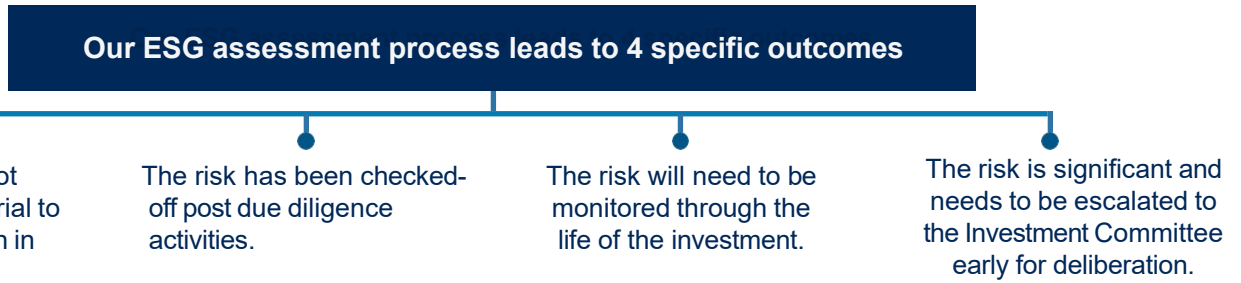 Our ESG assessment process leads to 4 specific outcomes
to
in
The risk has been checked-
off post due diligence
activities.
The risk will need to be
monitored through the
life of the investment.
The risk is significant and
needs to be escalated to
the Investment Committee
early for deliberation.